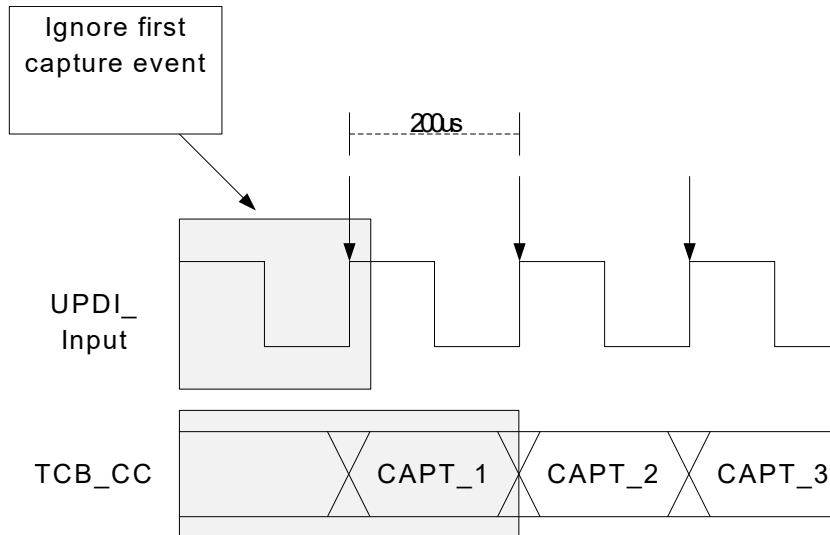 Ignore first
capture event
200us
UPDI_
Input
TCB_CC
CAPT_1
CAPT_2
CAPT_3